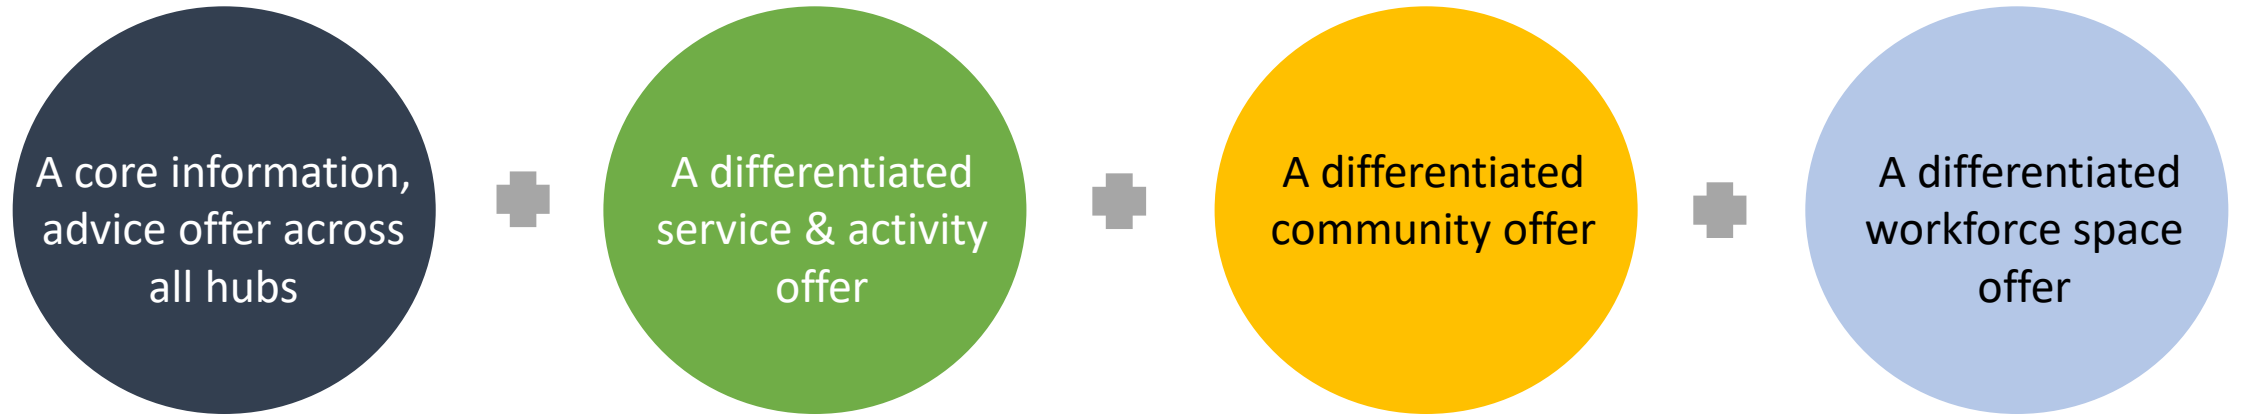 A core information,
advice offer across
all hubs
A differentiated
service & activity
offer
A differentiated
community offer
A differentiated
workforce space
offer